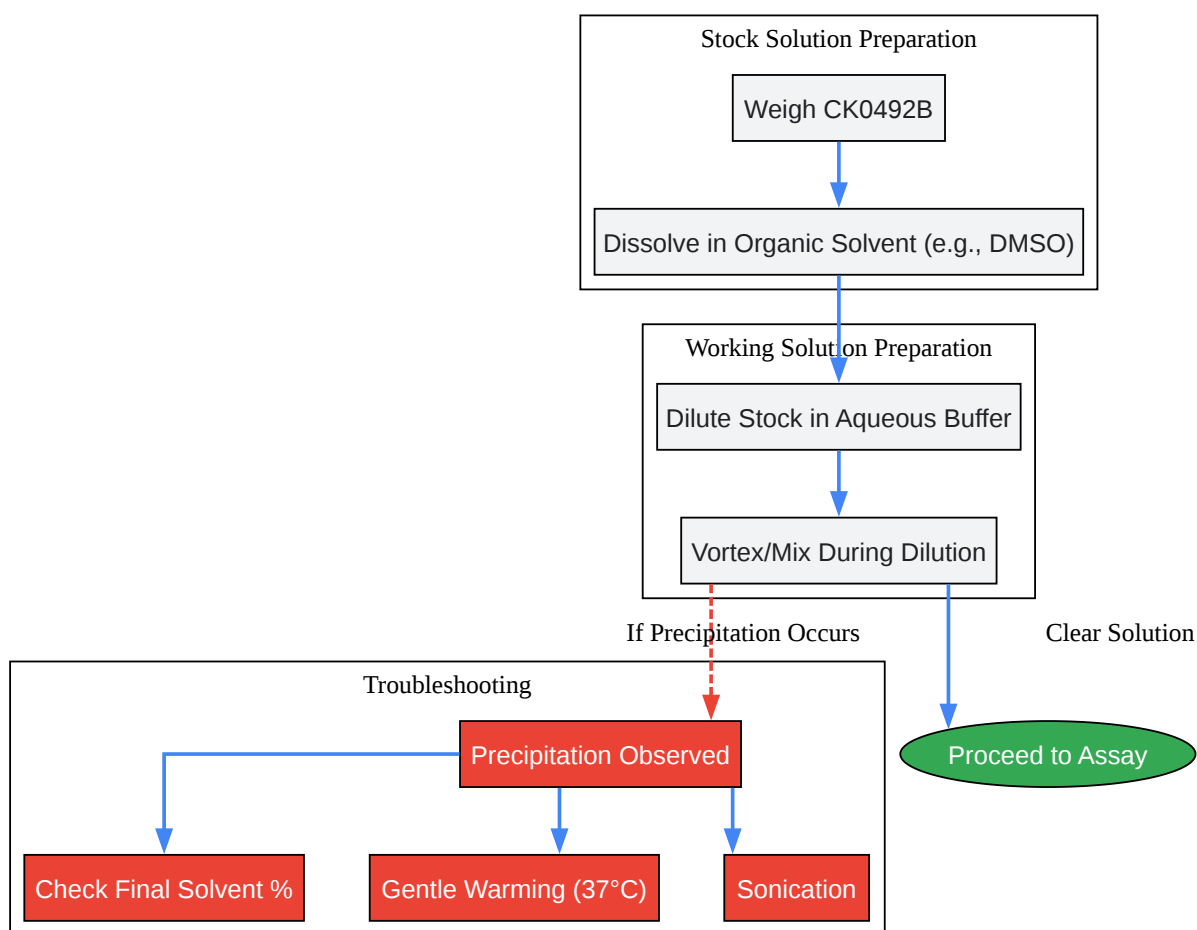 Stock Solution Preparation
Weigh CK0492B
Dissolve in Organic Solvent (e.g., DMSO)
Working Solution Preparation
Dilute Stock in Aqueous Buffer
Vortex/Mix During Dilution
If Precipitation Occurs
Clear Solution
Troubleshooting
Precipitation Observed
Proceed to Assay
Check Final Solvent %
Gentle Warming (37°C)
Sonication